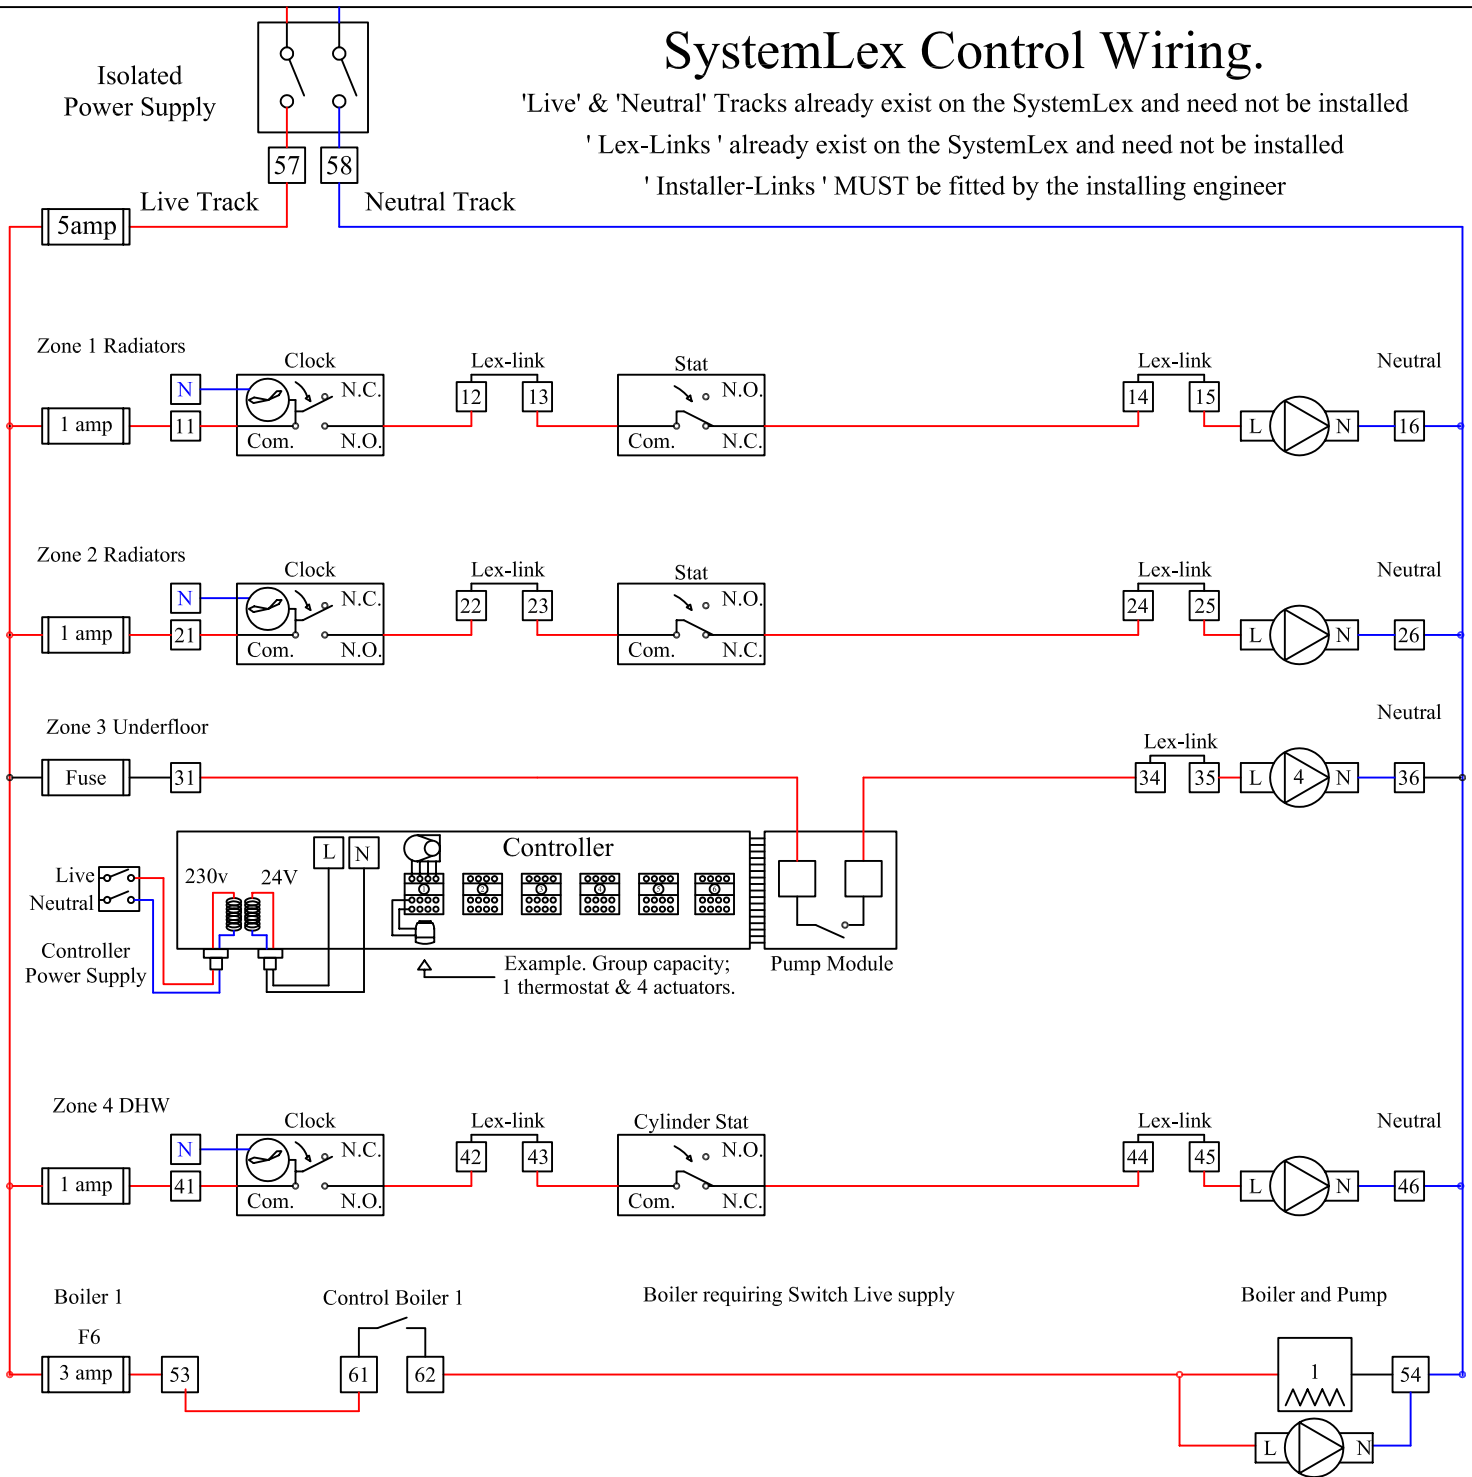 SystemLex Control Wiring.
'Live' & 'Neutral' Tracks already exist on the SystemLex and need not be installed
' Lex-Links ' already exist on the SystemLex and need not be installed
' Installer-Links ' MUST be fitted by the installing engineer
Isolated
Power Supply
57 58
Live Track Neutral Track
5amp
Zone 1 Radiators Clock Lex-link Stat Lex-link Neutral
N N.C. 12 13 N.O. 14 15
1 amp 11 L N 16
Com. N.O. Com. N.C.
Zone 2 Radiators Clock Lex-link Stat Lex-link Neutral
N N.C. 22 23 N.O. 24 25
1 amp 21 L N 26
Com. N.O. Com. N.C.
Zone 3 Underfloor Neutral
Lex-link
Fuse 31 34 35 L 4 N 36
L N Controller
Live 230v 24V
1 2 3 4 5 6
Neutral
Controller
Power Supply
Example. Group capacity;
1 thermostat & 4 actuators.
Pump Module
Zone 4 DHW Clock Lex-link Cylinder Stat Lex-link Neutral
N N.C. 42 43 N.O. 44 45
1 amp 41 L N 46
Com. N.O. Com. N.C.
Boiler 1 Control Boiler 1 Boiler requiring Switch Live supply Boiler and Pump
F6
3 amp 53 61 62 1 54
L N